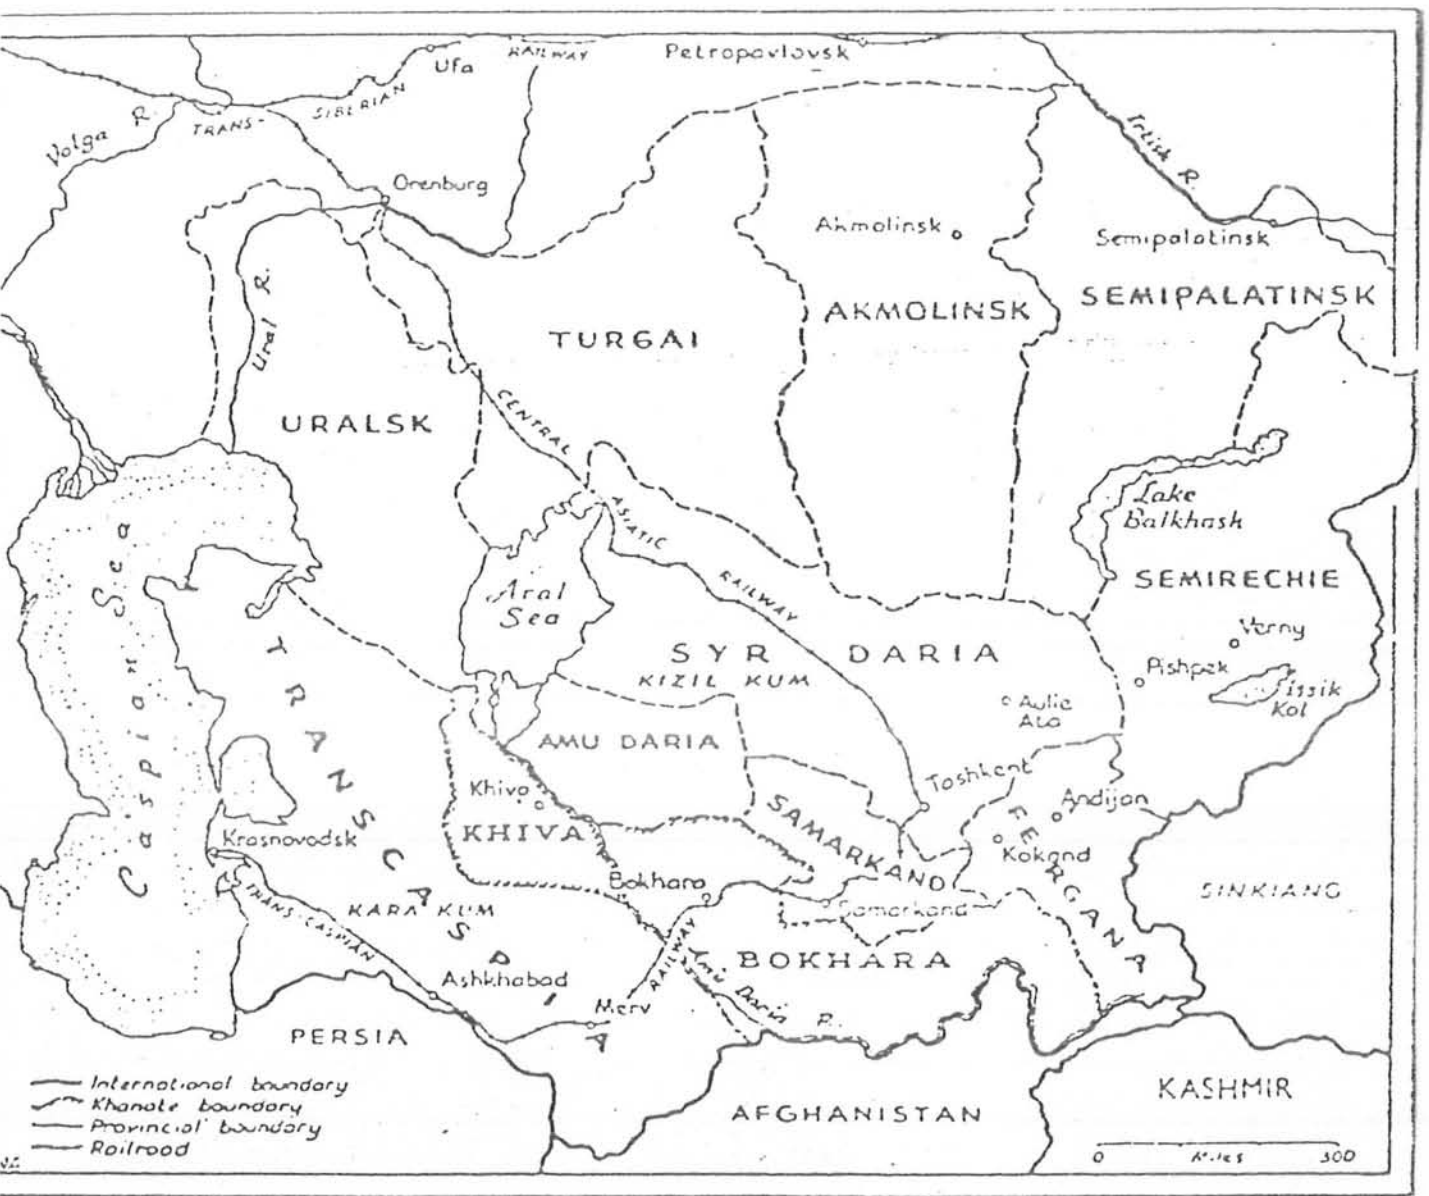 Ufa
RAILWAY
Petropavlovsk
Volga R.
TRANS-
SIBERIAN
Irtish R.
Orenburg
Akmolinsk
Semipalatinsk
Ural R.
TURGAI
AKMOLINSK
SEMIPALATINSK
URALSK
CENTRAL
ASIATIC
RAILWAY
Lake
Balkhash
Caspian Sea
Aral
Sea
SEMIRECHIE
Verny
Pishpek
Issik
Kol
SYR DARIA
KIZIL KUM
Aulie
Ata
TRANSCASPIA
AMU DARIA
Tashkent
Khiva
KHIVA
SAMARKAND
Andijan
FERGANA
Kokand
Krasnovodsk
TRANS-CASPIAN
KARA KUM
Bokhara
Samarkand
SINKIANG
RAILWAY
BOKHARA
Amu Daria R.
Ashkhabad
Merv
PERSIA
AFGHANISTAN
KASHMIR
International boundary
Khanate boundary
Provincial boundary
Railroad
0 Miles 300